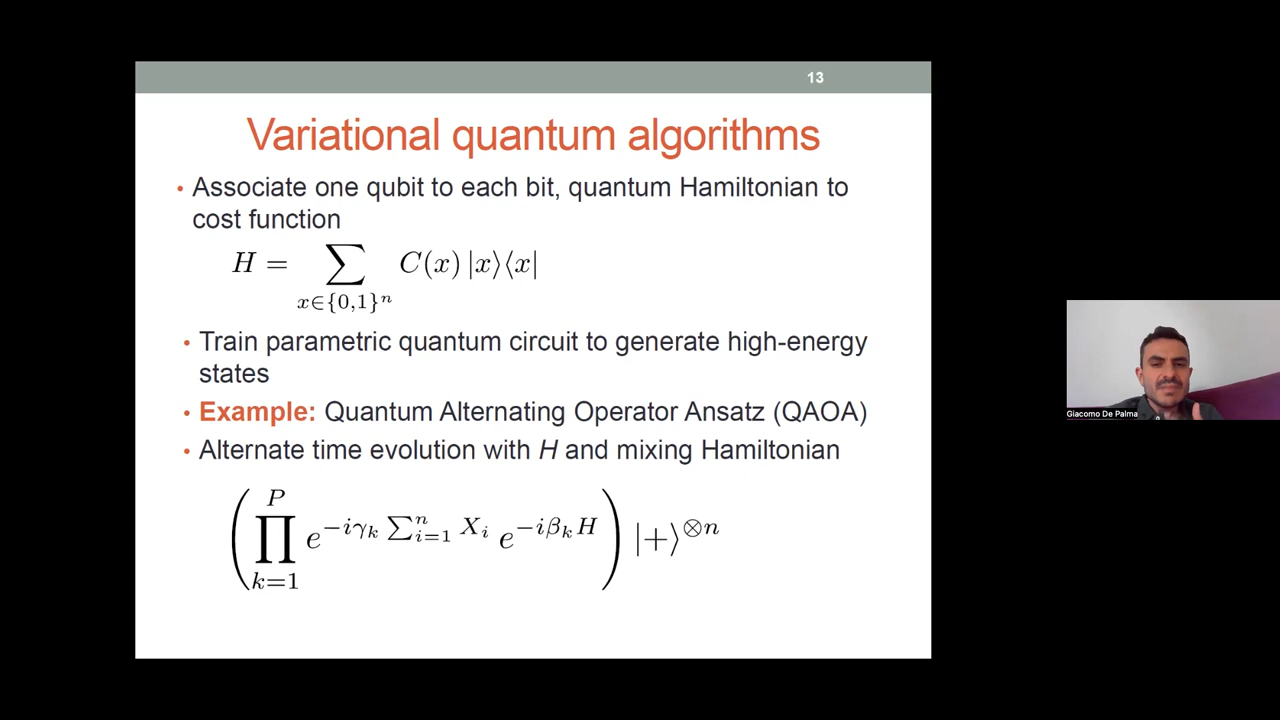 13
Variational quantum algorithms
• Associate one qubit to each bit, quantum Hamiltonian to
cost function
H = ∑_{x∈{0,1}^n} C(x) |x⟩⟨x|
• Train parametric quantum circuit to generate high-energy
states
• Example: Quantum Alternating Operator Ansatz (QAOA)
• Alternate time evolution with H and mixing Hamiltonian
(∏_{k=1}^{P} e^{-iγ_k ∑_{i=1}^{n} X_i} e^{-iβ_k H}) |+⟩^{⊗n}
Giacomo De Palma